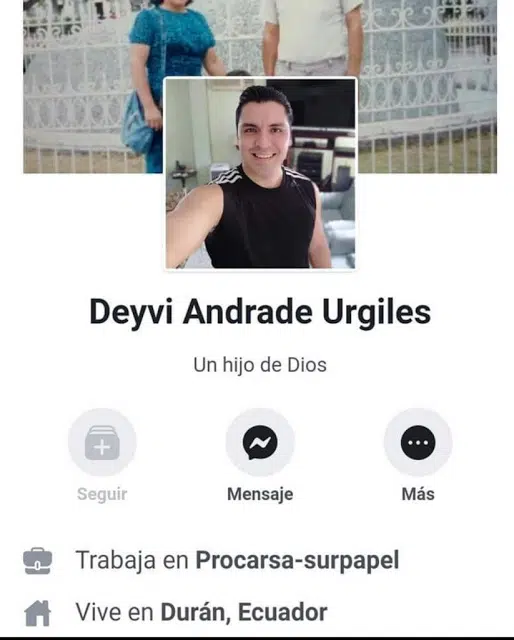 Deyvi Andrade Urgiles
Un hijo de Dios
Seguir
Mensaje
Más
Trabaja en Procarsa-surpapel
Vive en Durán, Ecuador